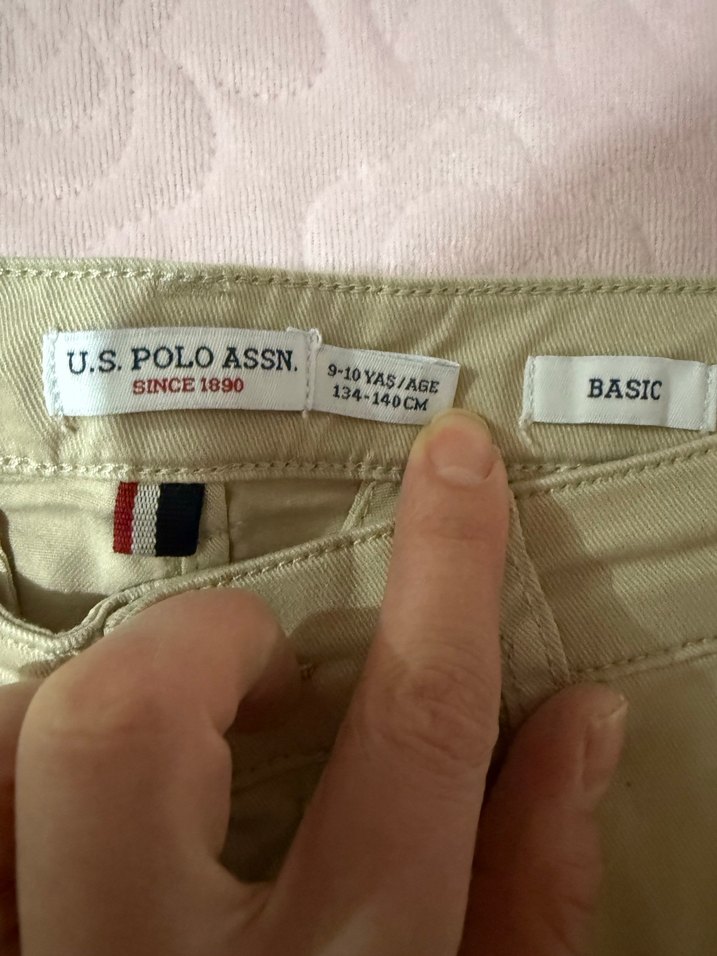 U.S. POLO ASSN.
SINCE 1890
9-10 YAŞ/AGE
134-140 CM
BASIC